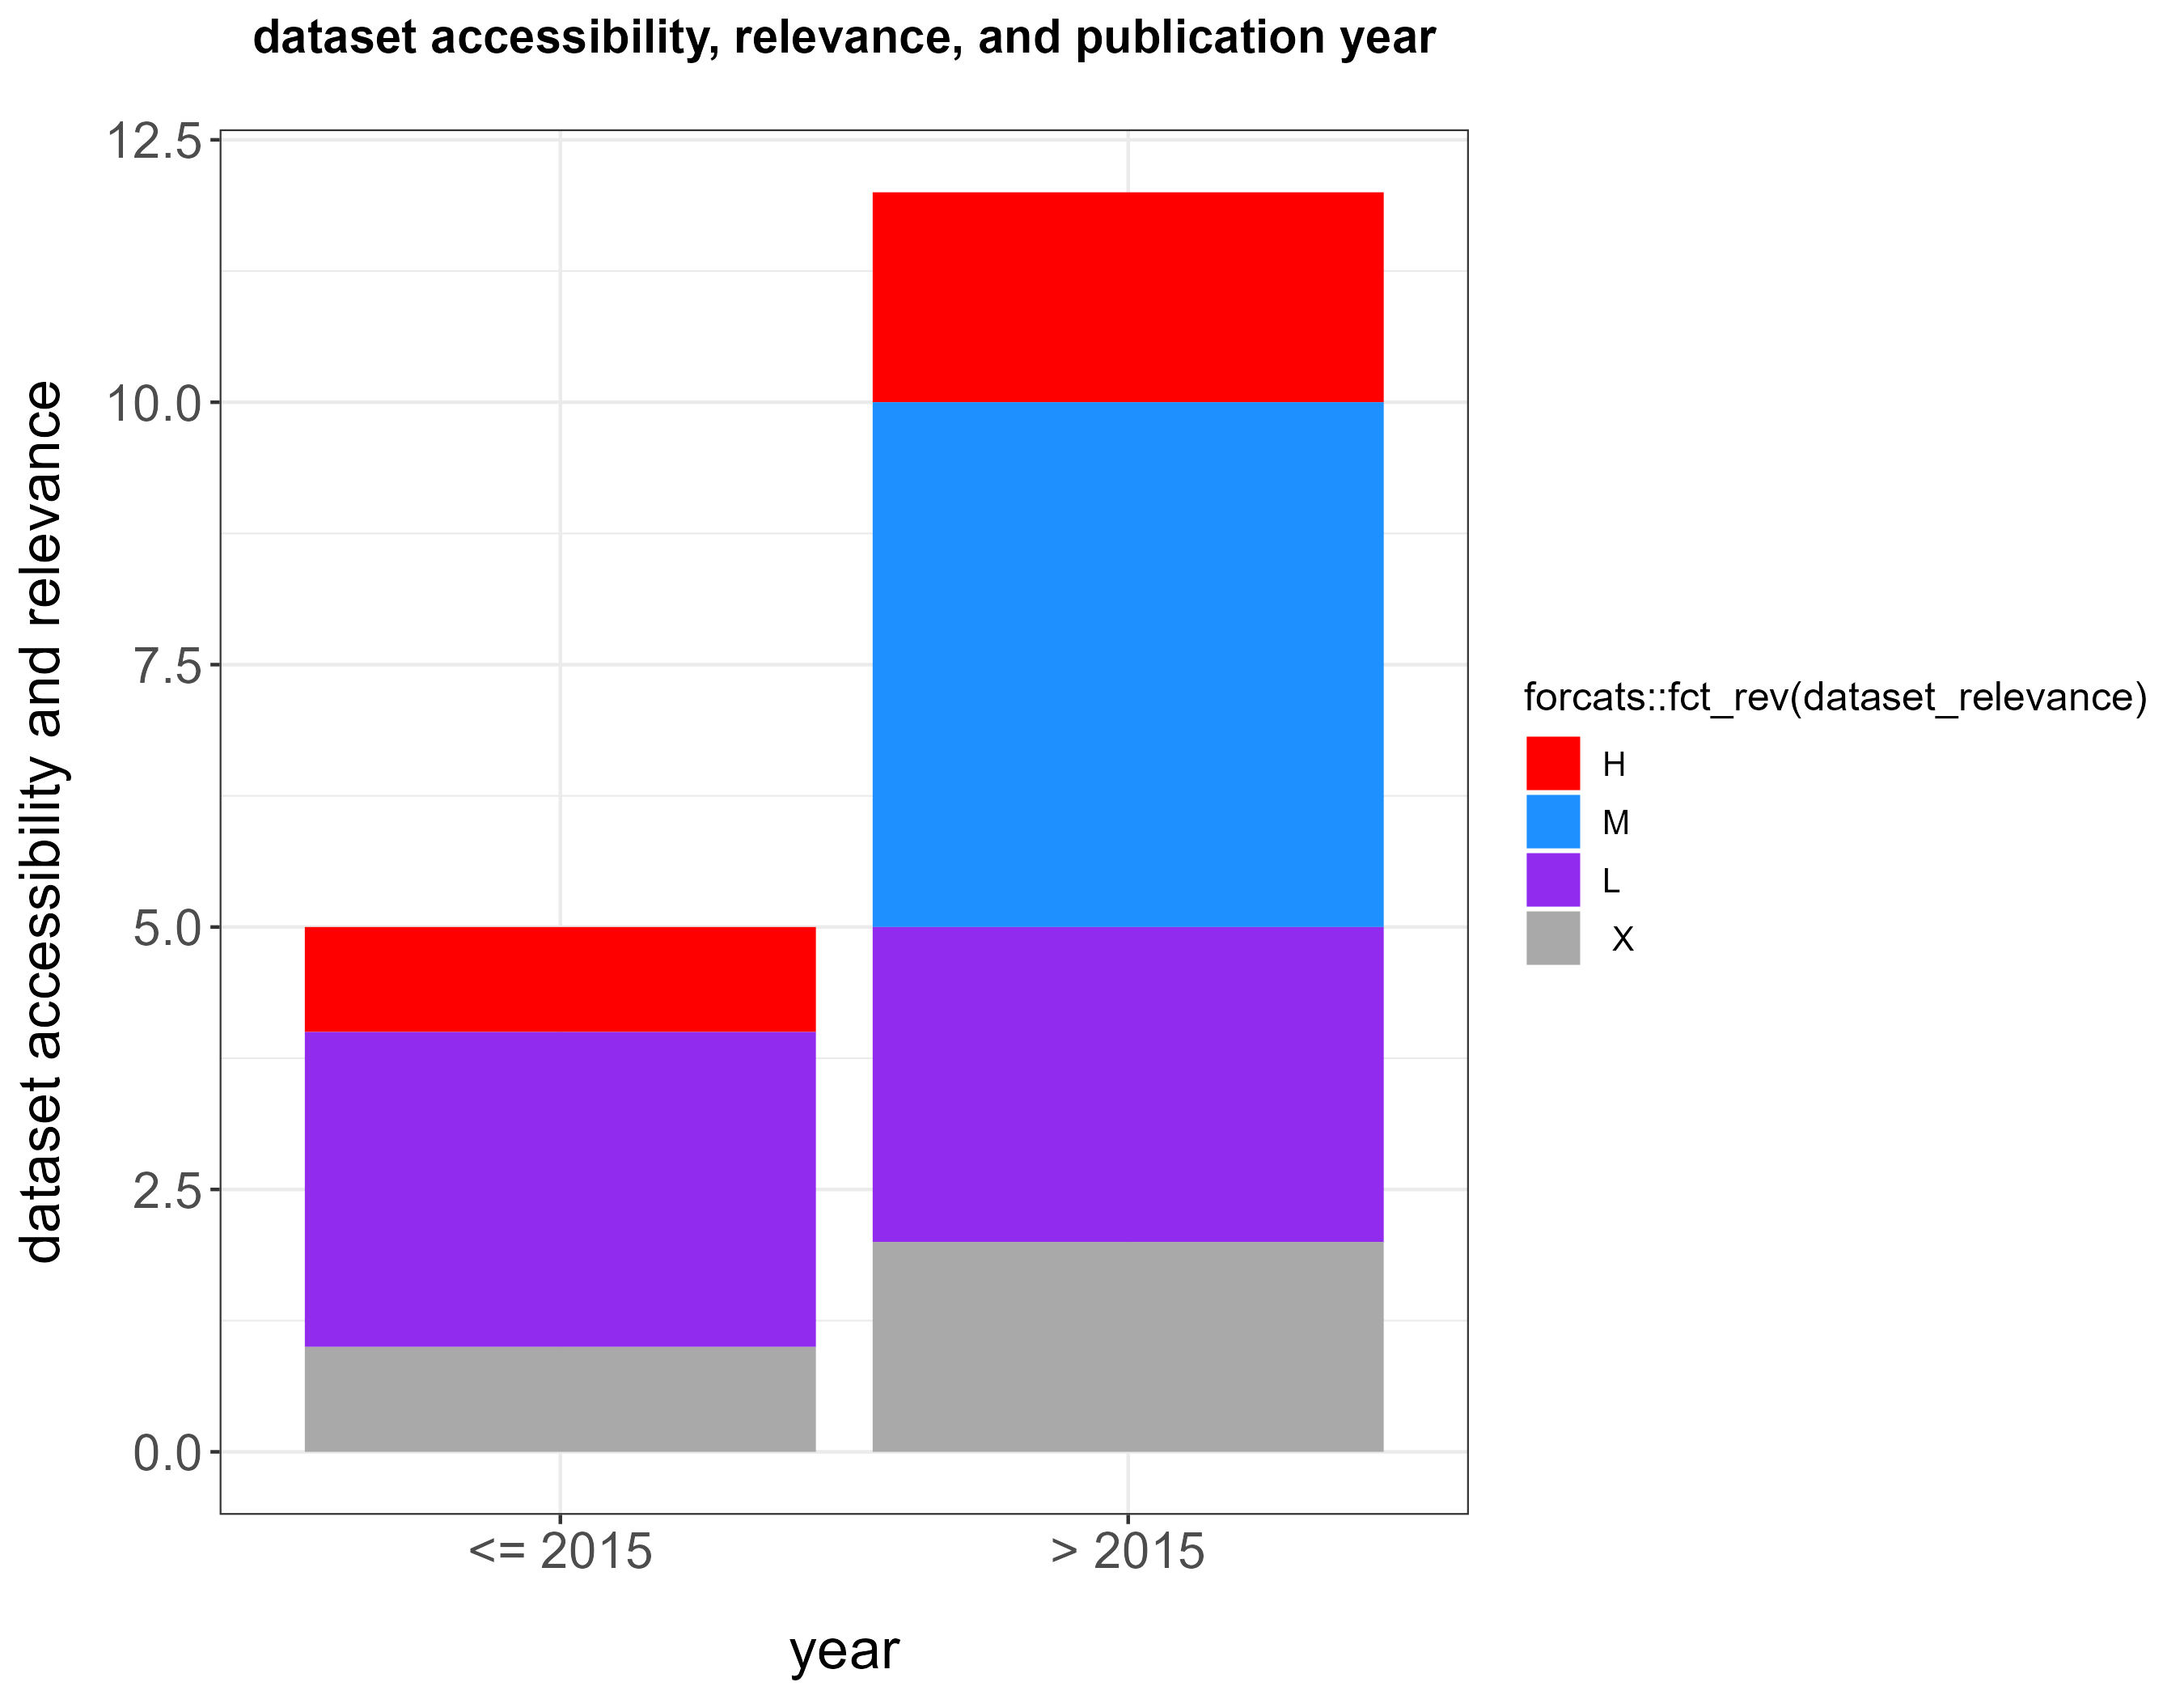 dataset accessibility, relevance, and publication year
dataset accessibility and relevance
12.5
10.0
7.5
5.0
2.5
0.0
<= 2015
> 2015
year
forcats::fct_rev(dataset_relevance)
H
M
L
X